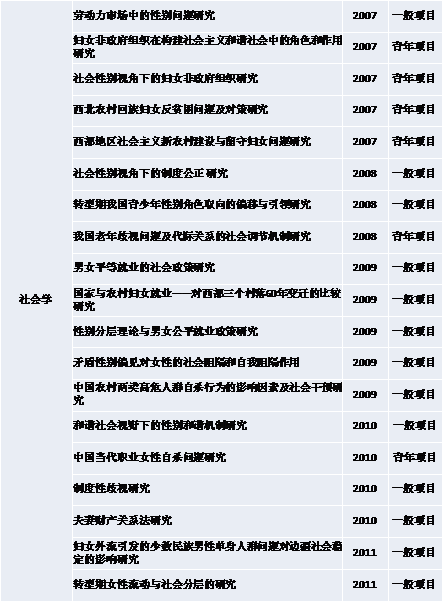 劳动力市场中的性别问题研究 2007 一般项目
妇女非政府组织在构建社会主义和谐社会中的角色和作用
研究 2007 青年项目
社会性别视角下的妇女非政府组织研究 2007 青年项目
西北农村回族妇女反贫困问题及对策研究 2007 青年项目
西部地区社会主义新农村建设与留守妇女问题研究 2007 青年项目
社会性别视角下的制度公正研究 2008 一般项目
转型期我国青少年性别角色取向的偏移与引领研究 2008 一般项目
我国老年歧视问题及代际关系的社会调节机制研究 2008 青年项目
男女平等就业的社会政策研究 2009 一般项目
社会学
国家与农村妇女就业——对西部三个村落60年变迁的比较
研究 2009 一般项目
性别分层理论与男女公平就业政策研究 2009 一般项目
矛盾性别偏见对女性的社会阻隔和自我阻隔作用 2009 一般项目
中国农村两类高危人群自杀行为的影响因素及社会干预研
究 2009 一般项目
和谐社会视野下的性别和谐机制研究 2010 一般项目
中国当代职业女性自杀问题研究 2010 青年项目
制度性歧视研究 2010 一般项目
夫妻财产关系法研究 2010 一般项目
妇女外流引发的少数民族男性单身人群问题对边疆社会稳
定的影响研究 2011 一般项目
转型期女性流动与社会分层的研究 2011 一般项目